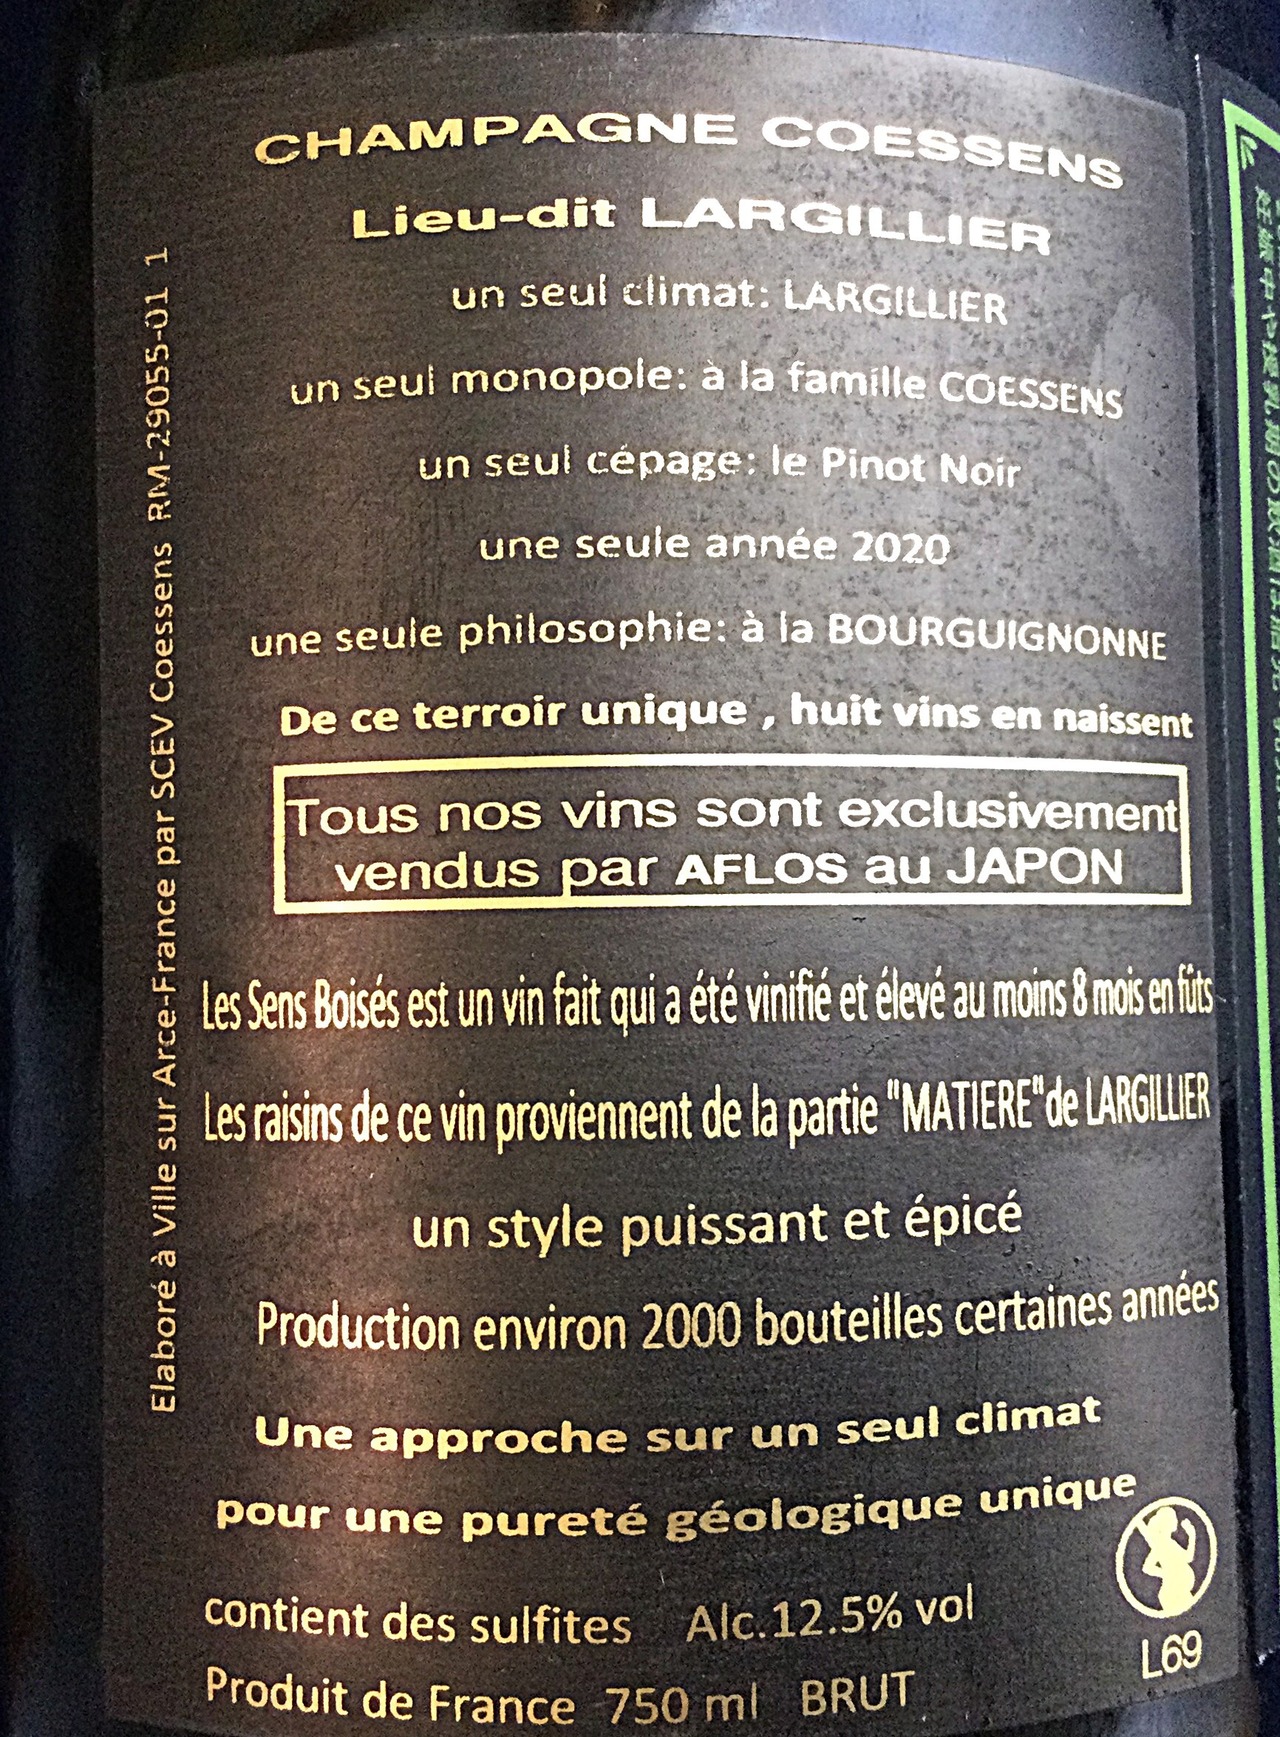 CHAMPAGNE COESSENS
Lieu-dit LARGILLIER
un seul climat: LARGILLIER
un seul monopole: à la famille COESSENS
un seul cépage: le Pinot Noir
une seule année 2020
une seule philosophie: à la BOURGUIGNONNE
De ce terroir unique , huit vins en naissent
Tous nos vins sont exclusivement
vendus par AFLOS au JAPON
Les Sens Boisés est un vin fait qui a été vinifié et élevé au moins 8 mois en fûts
Les raisins de ce vin proviennent de la partie "MATIERE"de LARGILLIER
un style puissant et épicé
Production environ 2000 bouteilles certaines années
Une approche sur un seul climat
pour une pureté géologique unique
contient des sulfites Alc.12.5% vol
Produit de France 750 ml BRUT
L69
Elaboré à Ville sur Arce-France par SCEV Coessens RM-29055-01 1